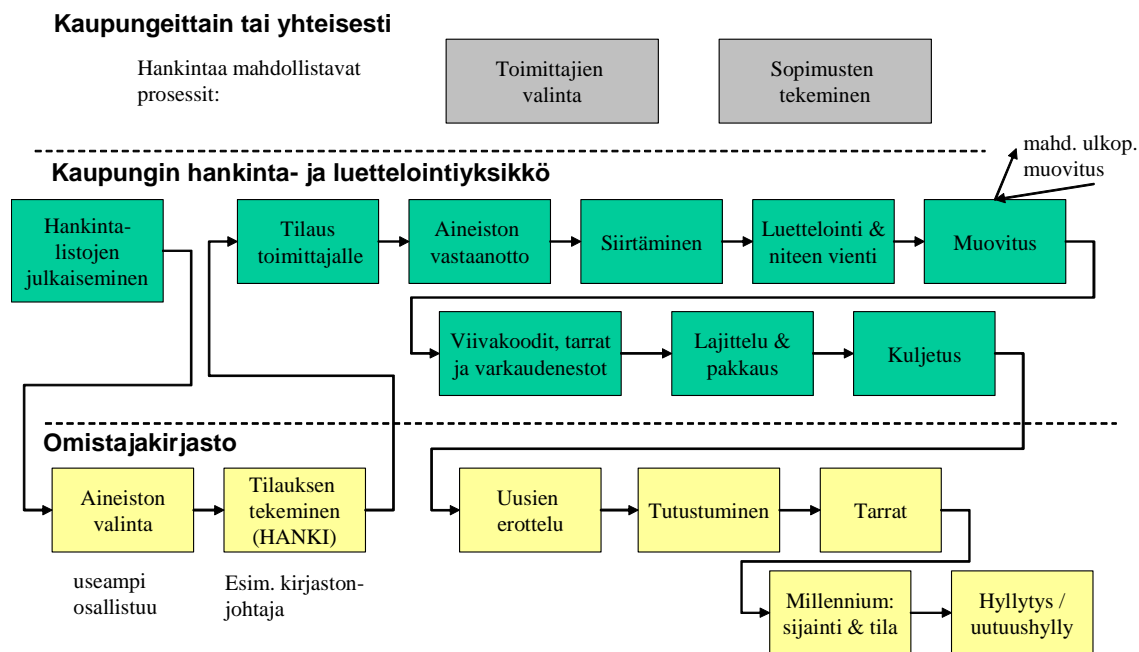 Kaupungeittain tai yhteisesti
Hankintaa mahdollistavat
prosessit:
Toimittajien
valinta
Sopimusten
tekeminen
mahd. ulkop.
muovitus
Kaupungin hankinta- ja luettelointiyksikkö
Hankinta-
listojen
julkaiseminen
Tilaus
toimittajalle
Aineiston
vastaanotto
Siirtäminen
Luettelointi &
niteen vienti
Muovitus
Viivakoodit, tarrat
ja varkaudenestot
Lajittelu &
pakkaus
Kuljetus
Omistajakirjasto
Aineiston
valinta
Tilauksen
tekeminen
(HANKI)
Uusien
erottelu
Tutustuminen
Tarrat
useampi
osallistuu
Esim. kirjaston-
johtaja
Millennium:
sijainti & tila
Hyllytys /
uutuushylly